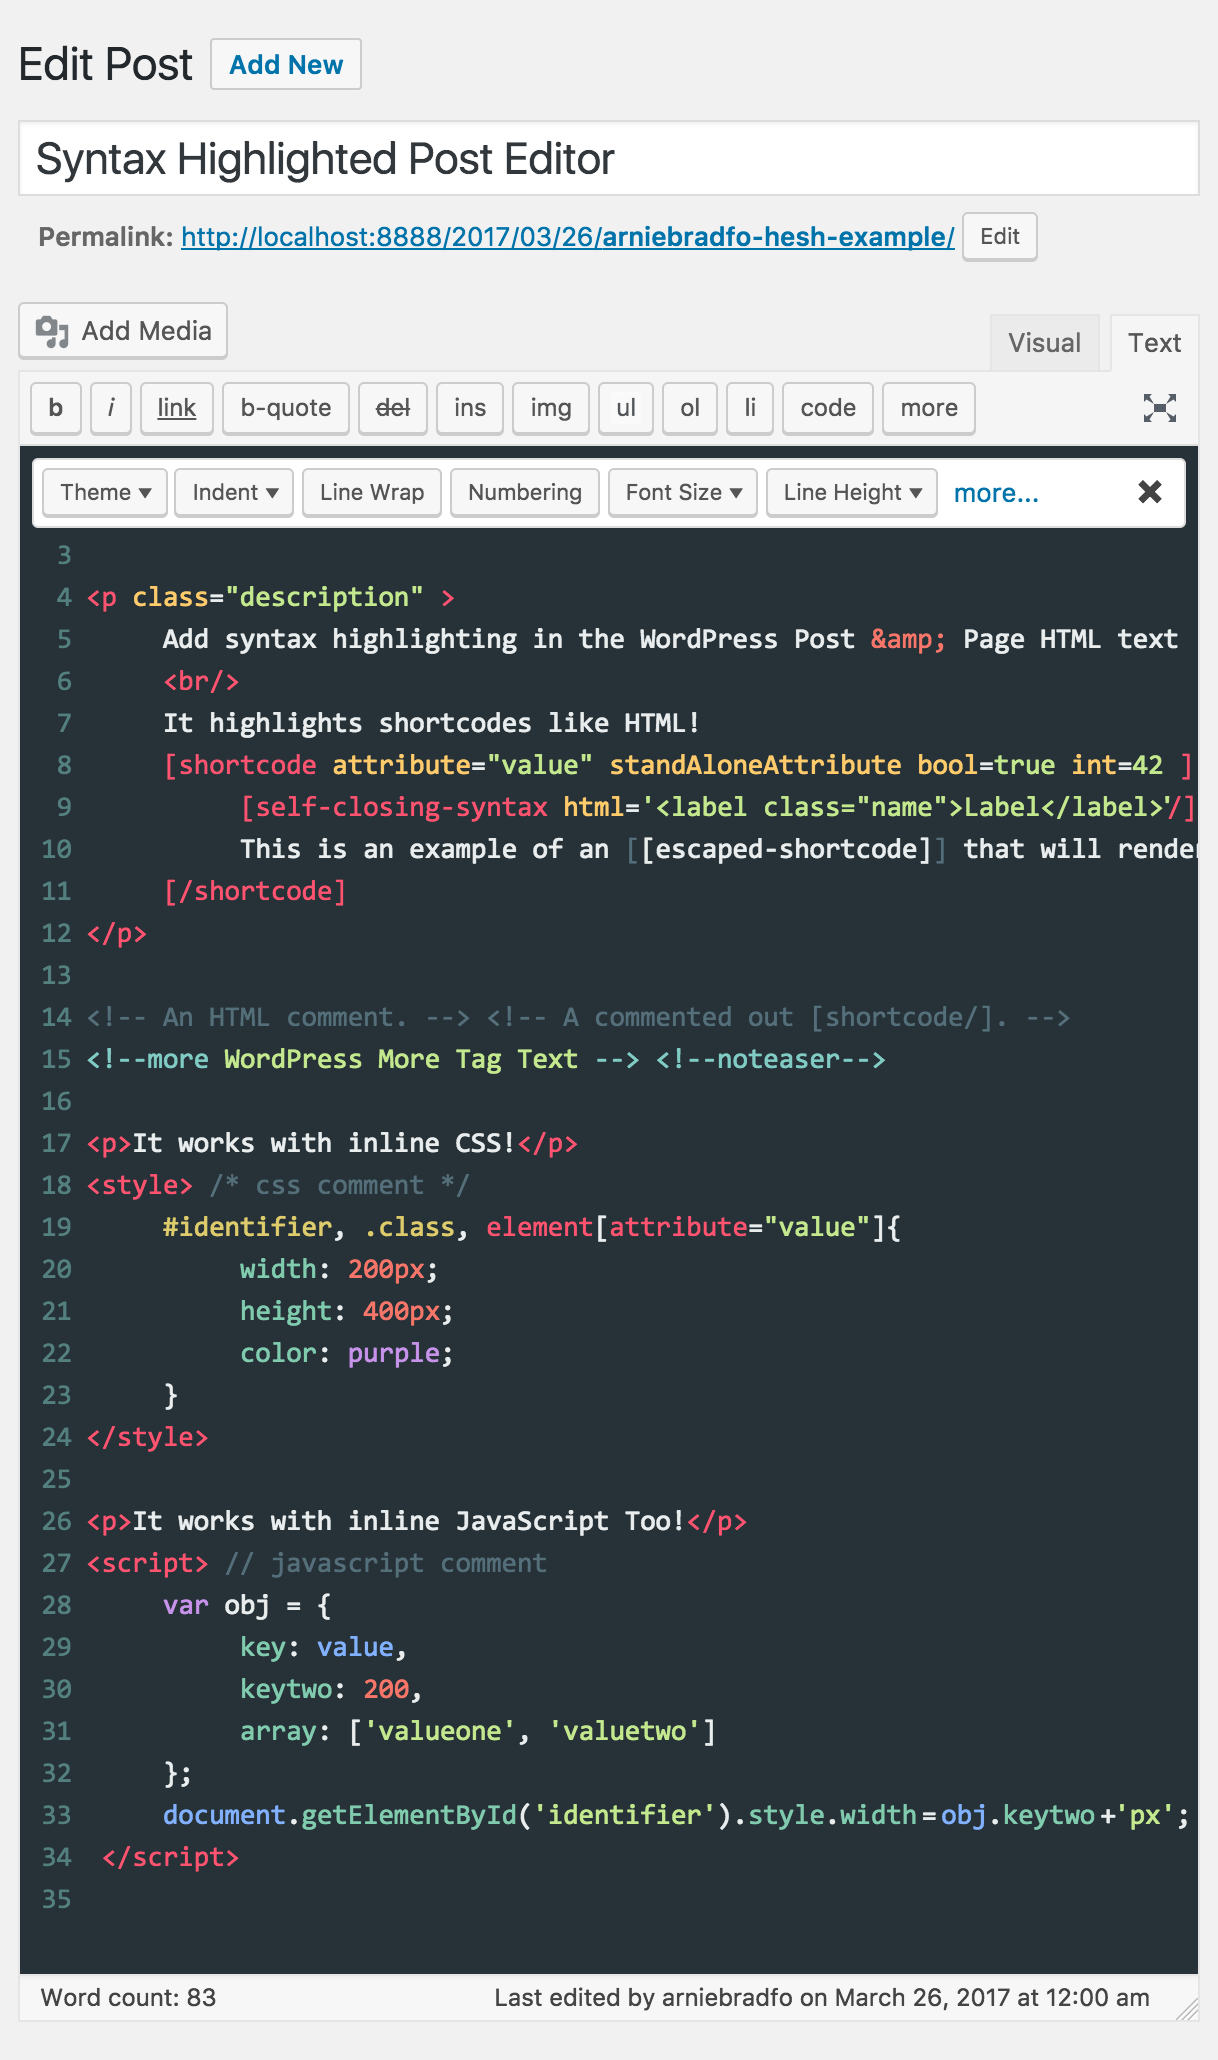 Edit Post Add New
Syntax Highlighted Post Editor
Permalink: http://localhost:8888/2017/03/26/arniebradfo-hesh-example/ Edit
Add Media Visual Text
b i link b-quote del ins img ul ol li code more
Theme ▾ Indent ▾ Line Wrap Numbering Font Size ▾ Line Height ▾ more... ✖
3
4 <p class="description" >
5 Add syntax highlighting in the WordPress Post &amp; Page HTML text
6 <br/>
7 It highlights shortcodes like HTML!
8 [shortcode attribute="value" standAloneAttribute bool=true int=42 ]
9 [self-closing-syntax html='<label class="name">Label</label>'/]
10 This is an example of an [[escaped-shortcode]] that will render
11 [/shortcode]
12 </p>
13
14 <!-- An HTML comment. --> <!-- A commented out [shortcode/]. -->
15 <!--more WordPress More Tag Text --> <!--noteaser-->
16
17 <p>It works with inline CSS!</p>
18 <style> /* css comment */
19 #identifier, .class, element[attribute="value"]{
20 width: 200px;
21 height: 400px;
22 color: purple;
23 }
24 </style>
25
26 <p>It works with inline JavaScript Too!</p>
27 <script> // javascript comment
28 var obj = {
29 key: value,
30 keytwo: 200,
31 array: ['valueone', 'valuetwo']
32 };
33 document.getElementById('identifier').style.width=obj.keytwo+'px';
34 </script>
35
Word count: 83 Last edited by arniebradfo on March 26, 2017 at 12:00 am